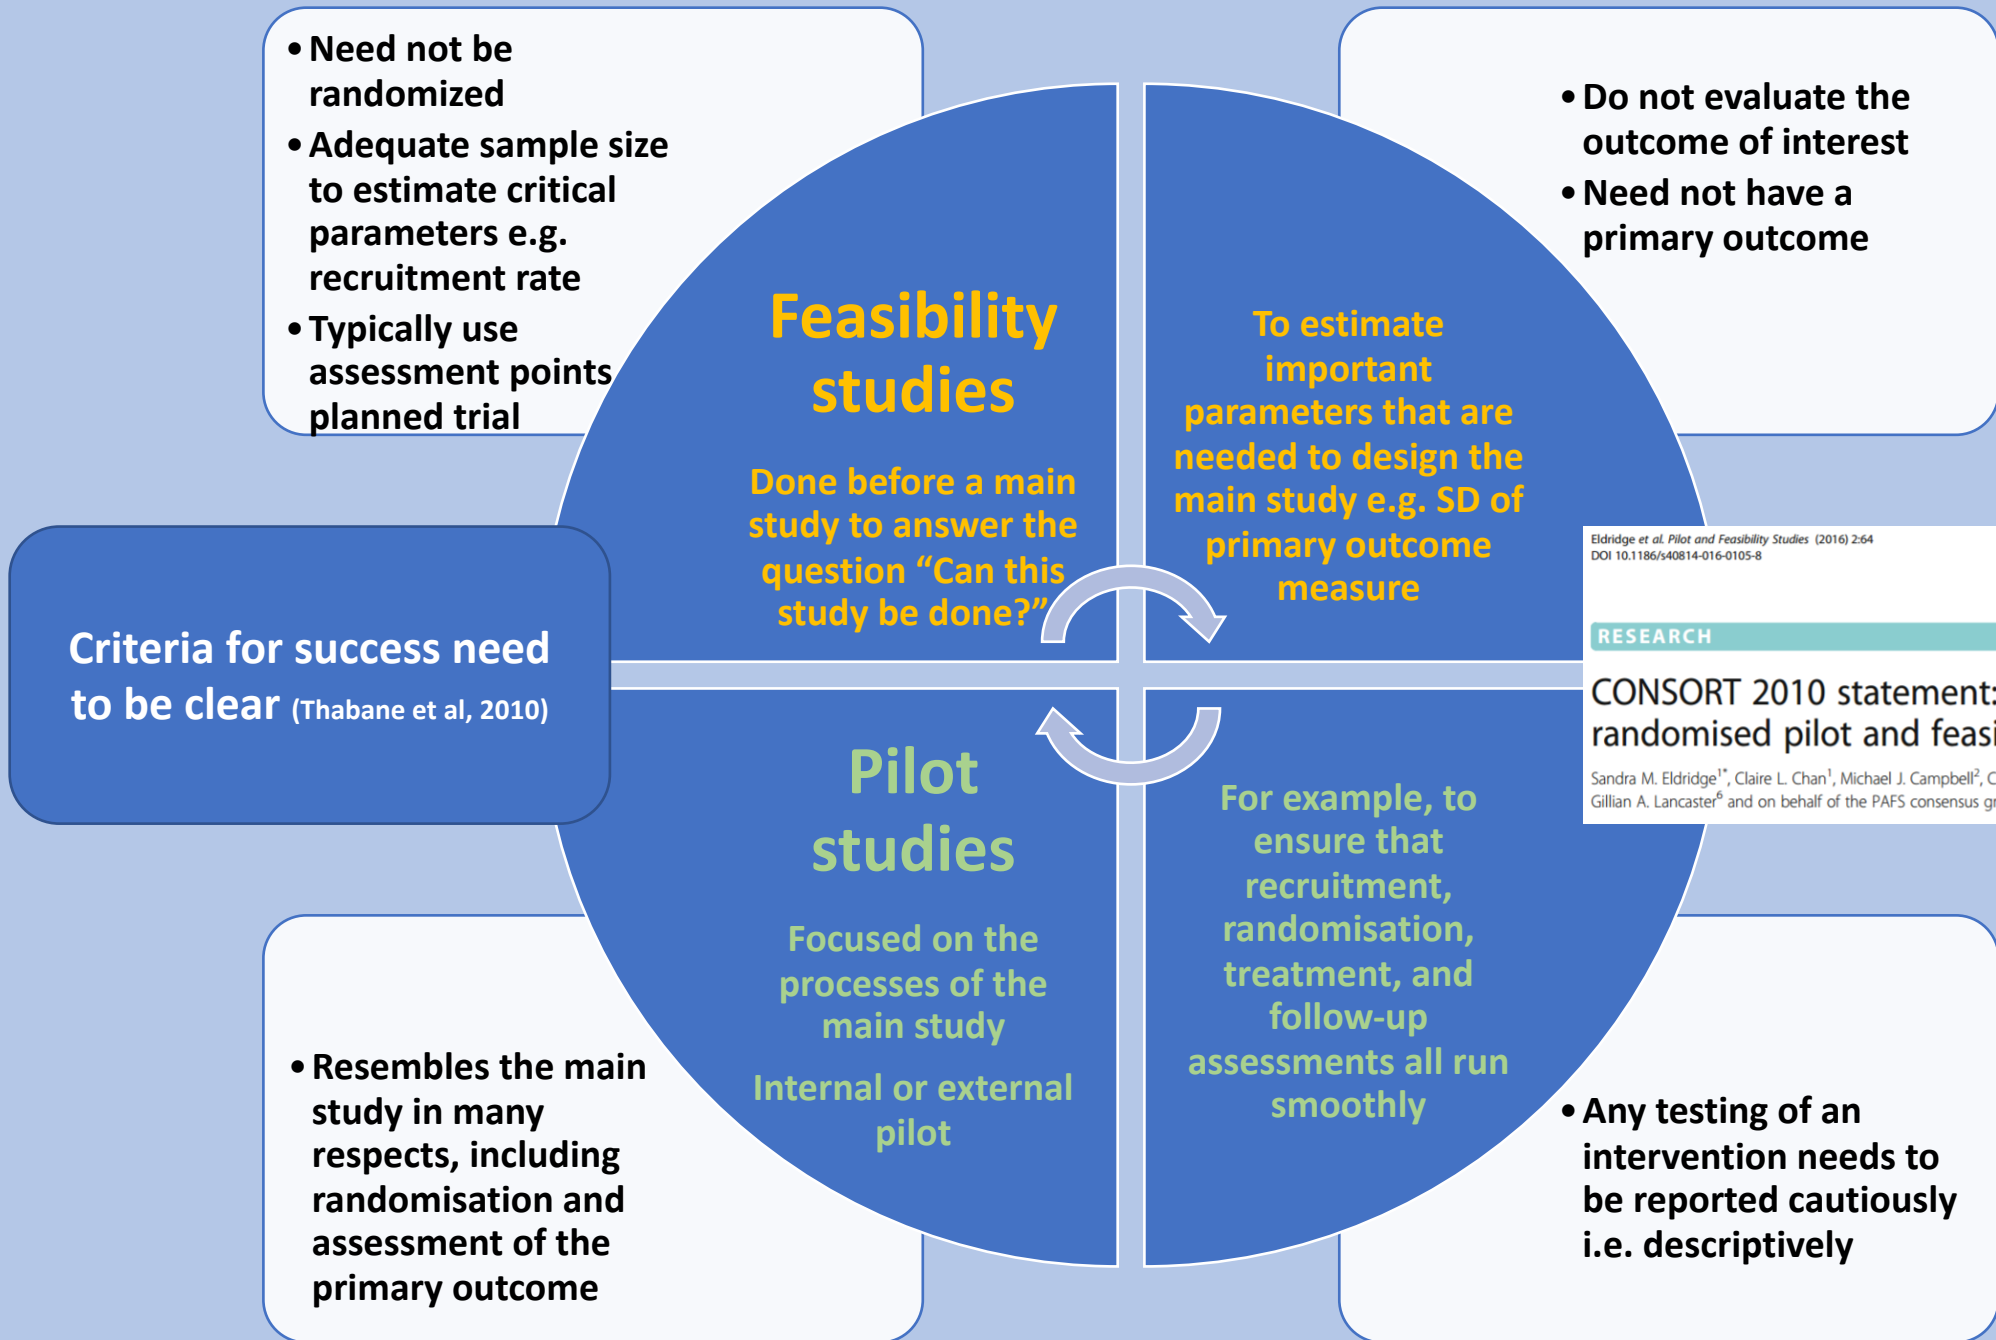 • Need not be
randomized
• Adequate sample size
to estimate critical
parameters e.g.
recruitment rate
• Typically use
assessment points
planned trial
• Do not evaluate the
outcome of interest
• Need not have a
primary outcome
Feasibility
studies
Done before a main
study to answer the
question “Can this
study be done?”
To estimate
important
parameters that are
needed to design the
main study e.g. SD of
primary outcome
measure
Criteria for success need
to be clear (Thabane et al, 2010)
Eldridge et al. Pilot and Feasibility Studies (2016) 2:64
DOI 10.1186/s40814-016-0105-8
RESEARCH
CONSORT 2010 statement:
randomised pilot and feasi
Sandra M. Eldridge1*, Claire L. Chan1, Michael J. Campbell2, C
Gillian A. Lancaster6 and on behalf of the PAFS consensus gr
Pilot
studies
Focused on the
processes of the
main study
Internal or external
pilot
For example, to
ensure that
recruitment,
randomisation,
treatment, and
follow-up
assessments all run
smoothly
• Resembles the main
study in many
respects, including
randomisation and
assessment of the
primary outcome
• Any testing of an
intervention needs to
be reported cautiously
i.e. descriptively